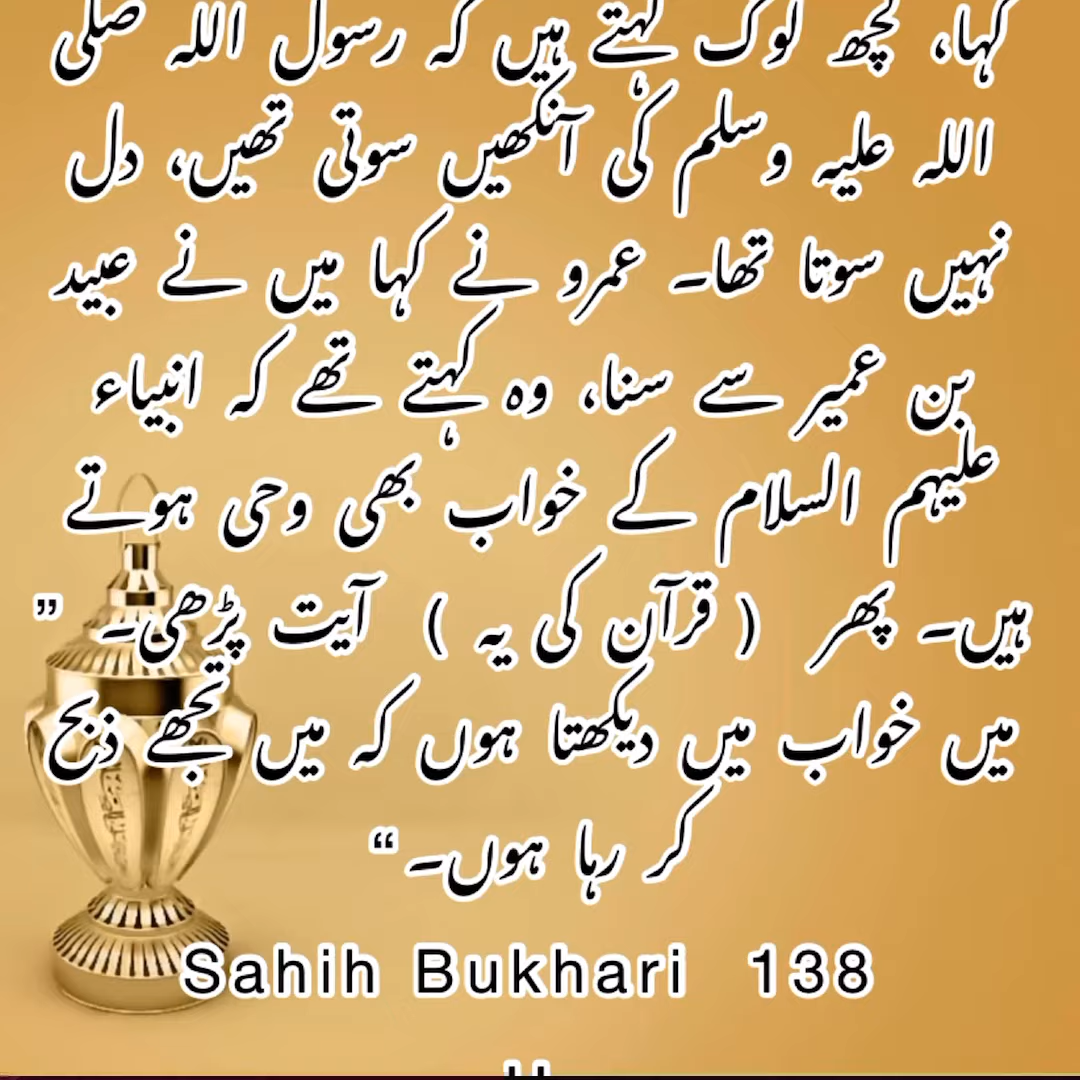 کہا، کچھ لوگ کہتے ہیں کہ رسول اللہ صلی
اللہ علیہ وسلم کی آنکھیں سوتی تھیں، دل
نہیں سوتا تھا۔ عمرو نے کہا میں نے عبید
بن عمیر سے سنا، وہ کہتے تھے کہ انبیاء
علیہم السلام کے خواب بھی وحی ہوتے
ہیں۔ پھر ( قرآن کی یہ ) آیت پڑھی۔ ”
میں خواب میں دیکھتا ہوں کہ میں تجھے ذبح
کر رہا ہوں۔“
Sahih Bukhari 138